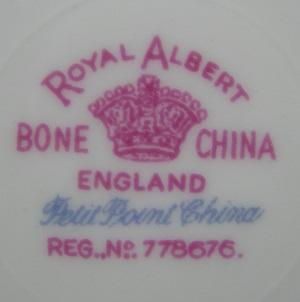 ROYAL ALBERT
BONE CHINA
ENGLAND
Petit Point China
REG., No. 778676.